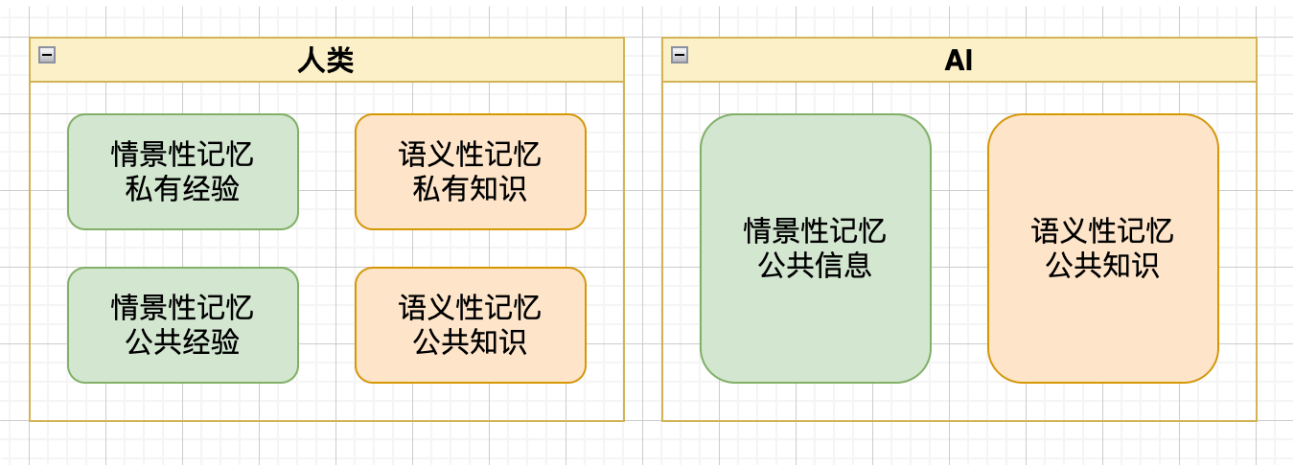 人类
情景性记忆
私有经验
语义性记忆
私有知识
情景性记忆
公共经验
语义性记忆
公共知识
AI
情景性记忆
公共信息
语义性记忆
公共知识